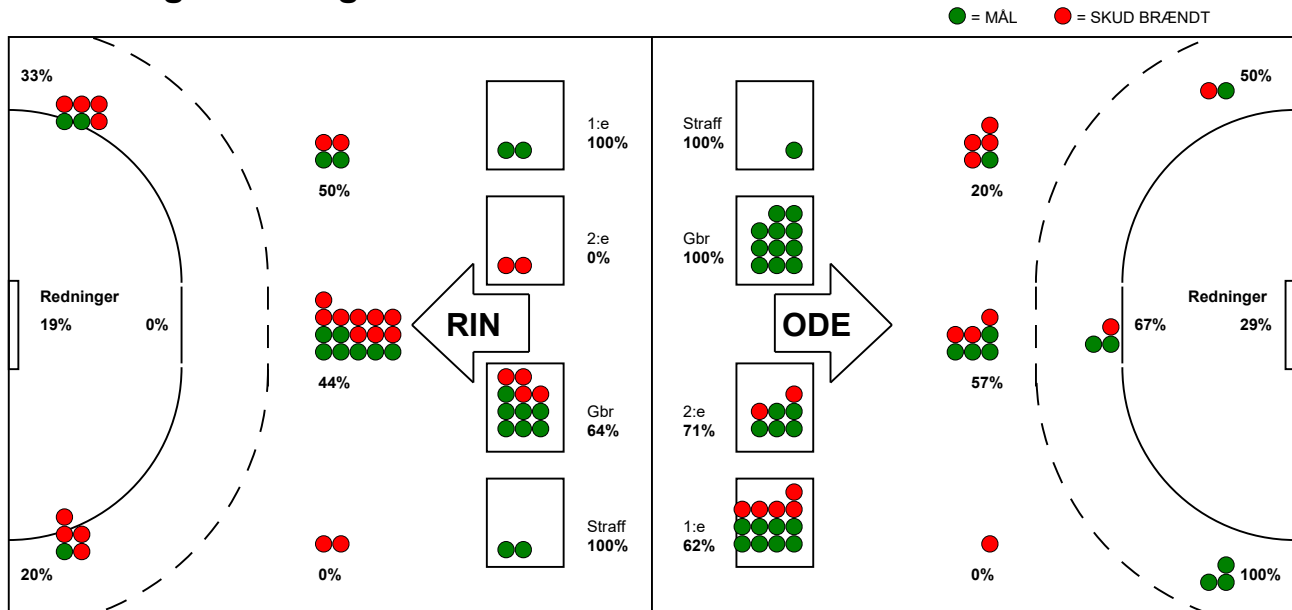 = MÅL
= SKUD BRÆNDT
33%
50%
1:e
100%
2:e
0%
Redninger
19%
0%
44%
RIN
Gbr
64%
Straff
100%
20%
0%
Straff
100%
Gbr
100%
ODE
2:e
71%
1:e
62%
20%
50%
57%
67%
Redninger
29%
0%
100%